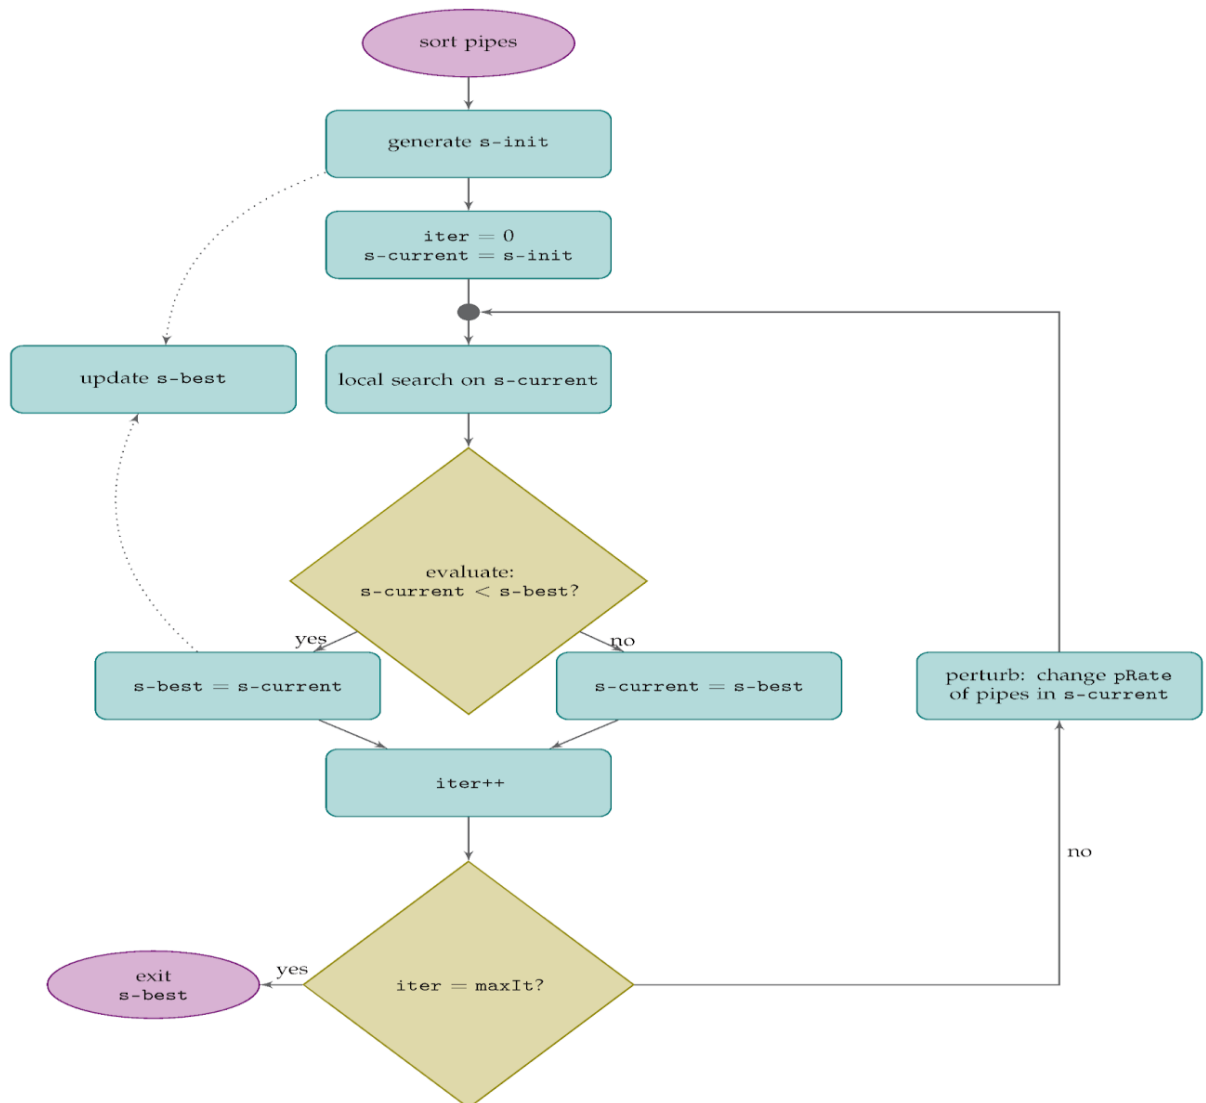 sort pipes
generate s-init
iter = 0
s-current = s-init
update s-best
local search on s-current
evaluate:
s-current < s-best?
yes
no
s-best = s-current
s-current = s-best
perturb: change pRate
of pipes in s-current
iter++
no
yes
exit
s-best
iter = maxIt?